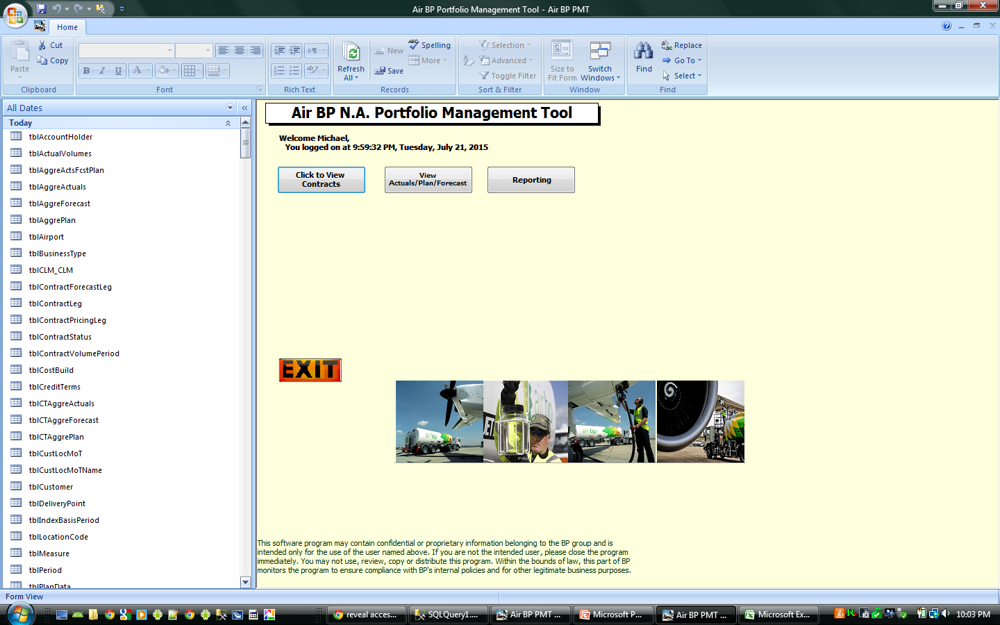 Air BP Portfolio Management Tool - Air BP PMT
Home
Paste
Cut
Copy
Clipboard
B I U A
Font
Rich Text
Refresh
All
New
Save
Spelling
More
Records
Selection
Advanced
Toggle Filter
Sort & Filter
Size to
Fit Form
Switch
Windows
Window
Find
Replace
Go To
Select
Find
All Dates
Today
tblAccountHolder
tblActualVolumes
tblAggreActsFcstPlan
tblAggreActuals
tblAggreForecast
tblAggrePlan
tblAirport
tblBusinessType
tblCLM_CLM
tblContractForecastLeg
tblContractLeg
tblContractPricingLeg
tblContractStatus
tblContractVolumePeriod
tblCostBuild
tblCreditTerms
tblCTAggreActuals
tblCTAggreForecast
tblCTAggrePlan
tblCustLocMoT
tblCustLocMoTName
tblCustomer
tblDeliveryPoint
tblIndexBasisPeriod
tblLocationCode
tblMeasure
tblPeriod
tblPlanData
Air BP N.A. Portfolio Management Tool
Welcome Michael,
You logged on at 9:59:32 PM, Tuesday, July 21, 2015
Click to View
Contracts
View
Actuals/Plan/Forecast
Reporting
EXIT
air bp
JET
air bp
air bp
This software program may contain confidential or proprietary information belonging to the BP group and is
intended only for the use of the user named above. If you are not the intended user, please close the program
immediately. You may not use, review, copy or distribute this program. Within the bounds of law, this part of BP
monitors the program to ensure compliance with BP's internal policies and for other legitimate business purposes.
Form View
reveal acces...
SQLQuery1....
Air BP PMT ...
Microsoft P...
Air BP PMT ...
Microsoft Ex...
10:03 PM